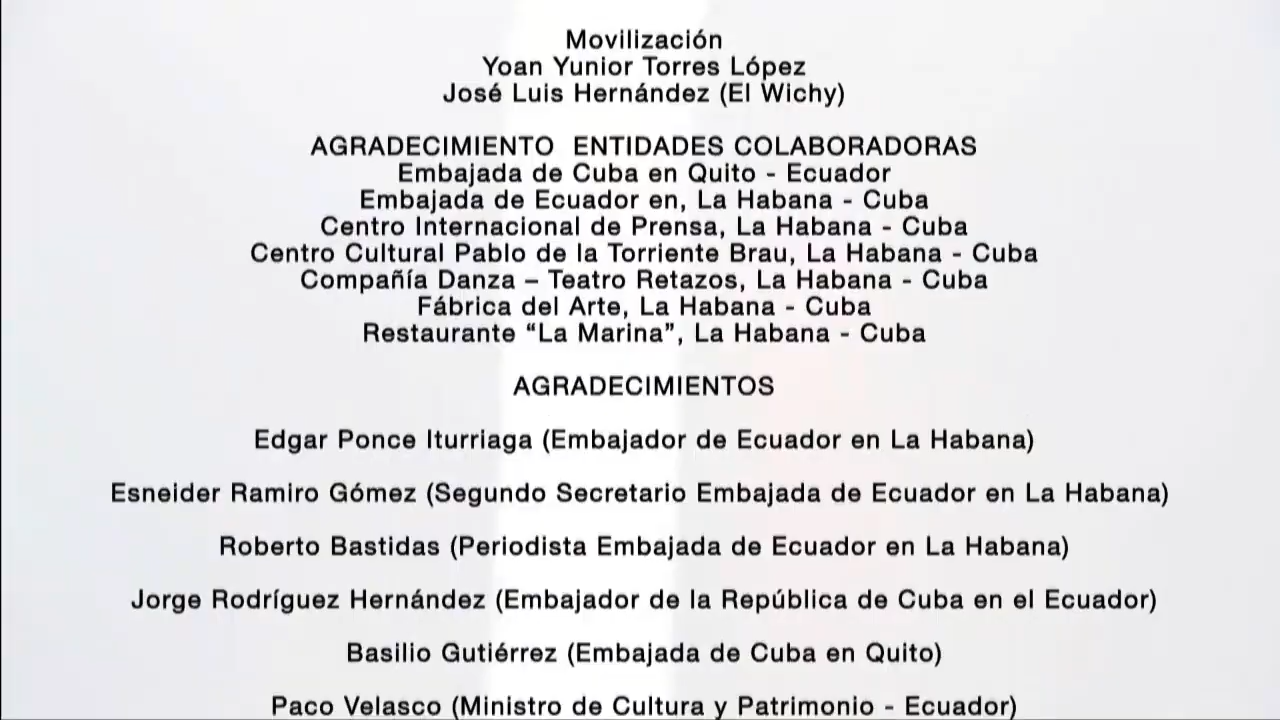 Movilización
Yoan Yunior Torres López
José Luis Hernández (El Wichy)
AGRADECIMIENTO  ENTIDADES COLABORADORAS
Embajada de Cuba en Quito - Ecuador
Embajada de Ecuador en, La Habana - Cuba
Centro Internacional de Prensa, La Habana - Cuba
Centro Cultural Pablo de la Torriente Brau, La Habana - Cuba
Compañía Danza – Teatro Retazos, La Habana - Cuba
Fábrica del Arte, La Habana - Cuba
Restaurante “La Marina”, La Habana - Cuba
AGRADECIMIENTOS
Edgar Ponce Iturriaga (Embajador de Ecuador en La Habana)
Esneider Ramiro Gómez (Segundo Secretario Embajada de Ecuador en La Habana)
Roberto Bastidas (Periodista Embajada de Ecuador en La Habana)
Jorge Rodríguez Hernández (Embajador de la República de Cuba en el Ecuador)
Basilio Gutiérrez (Embajada de Cuba en Quito)
Paco Velasco (Ministro de Cultura y Patrimonio - Ecuador)